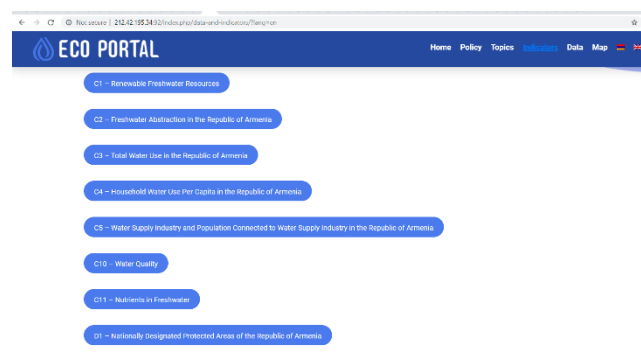 Not secure | 212.42.195.34:92/index.php/data-and-indicators/?lang=en
ECO PORTAL
Home Policy Topics Indicators Data Map
C1 – Renewable Freshwater Resources
C2 – Freshwater Abstraction in the Republic of Armenia
C3 – Total Water Use in the Republic of Armenia
C4 – Household Water Use Per Capita in the Republic of Armenia
C5 – Water Supply Industry and Population Connected to Water Supply Industry in the Republic of Armenia
C10 – Water Quality
C11 – Nutrients in Freshwater
D1 – Nationally Designated Protected Areas of the Republic of Armenia